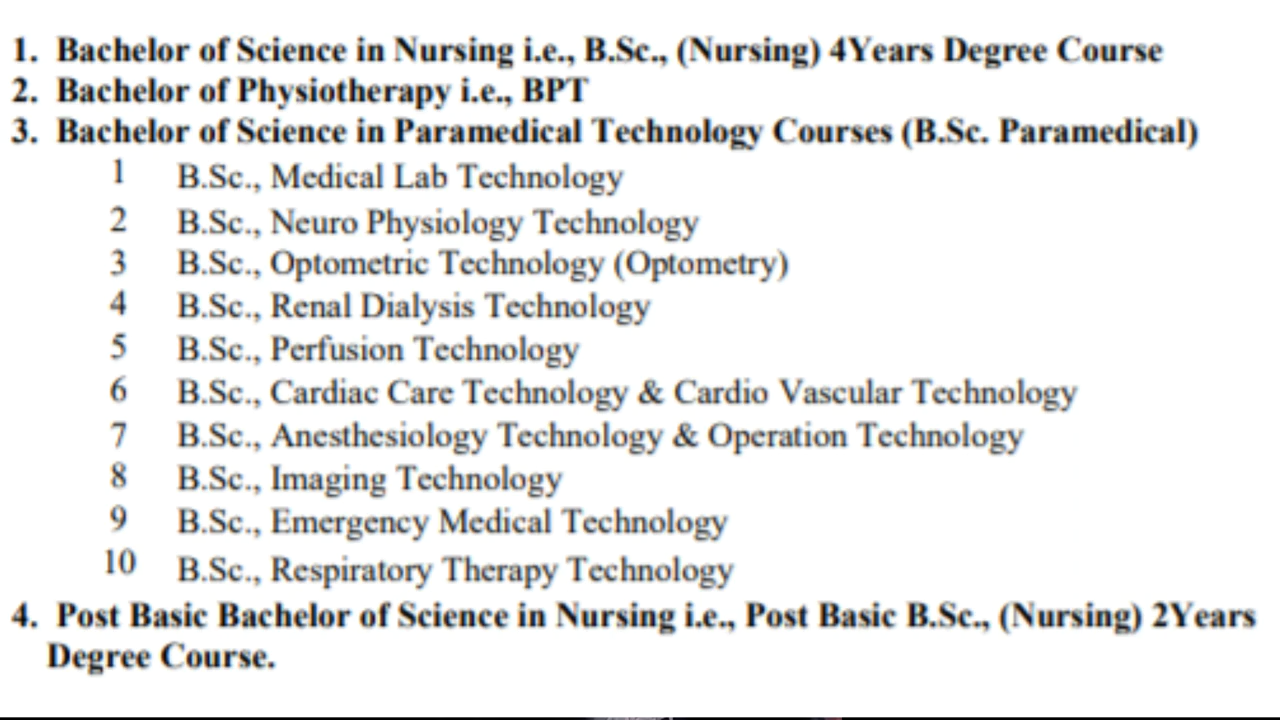 1. Bachelor of Science in Nursing i.e., B.Sc., (Nursing) 4Years Degree Course
2. Bachelor of Physiotherapy i.e., BPT
3. Bachelor of Science in Paramedical Technology Courses (B.Sc. Paramedical)
1 B.Sc., Medical Lab Technology
2 B.Sc., Neuro Physiology Technology
3 B.Sc., Optometric Technology (Optometry)
4 B.Sc., Renal Dialysis Technology
5 B.Sc., Perfusion Technology
6 B.Sc., Cardiac Care Technology & Cardio Vascular Technology
7 B.Sc., Anesthesiology Technology & Operation Technology
8 B.Sc., Imaging Technology
9 B.Sc., Emergency Medical Technology
10 B.Sc., Respiratory Therapy Technology
4. Post Basic Bachelor of Science in Nursing i.e., Post Basic B.Sc., (Nursing) 2Years
Degree Course.